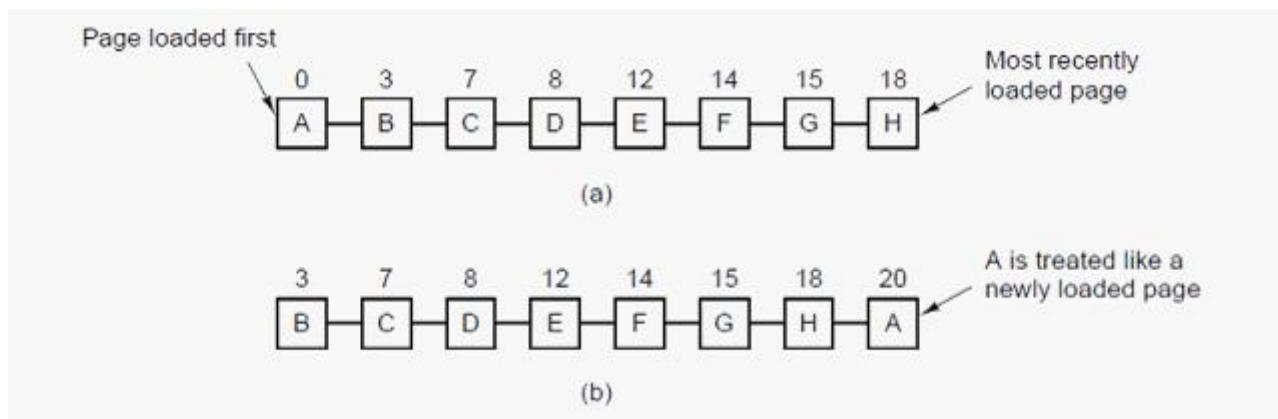 Page loaded first
0 3 7 8 12 14 15 18
Most recently
loaded page
A B C D E F G H
(a)
3 7 8 12 14 15 18 20
A is treated like a
newly loaded page
B C D E F G H A
(b)